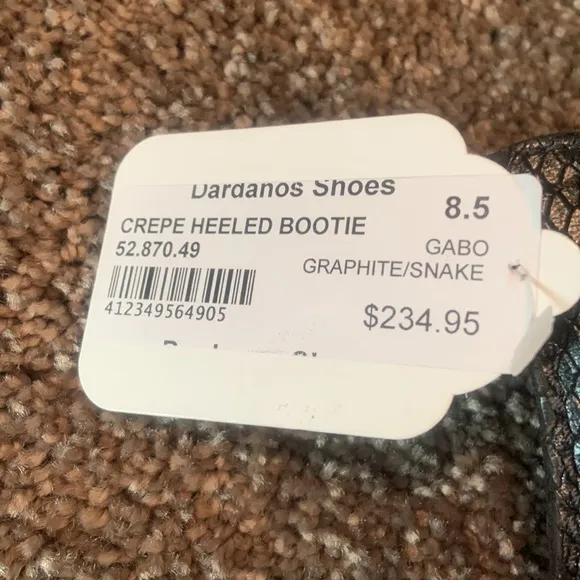 Dardanos Shoes
8.5
CREPE HEELED BOOTIE
52.870.49
GABO
GRAPHITE/SNAKE
412349564905
$234.95